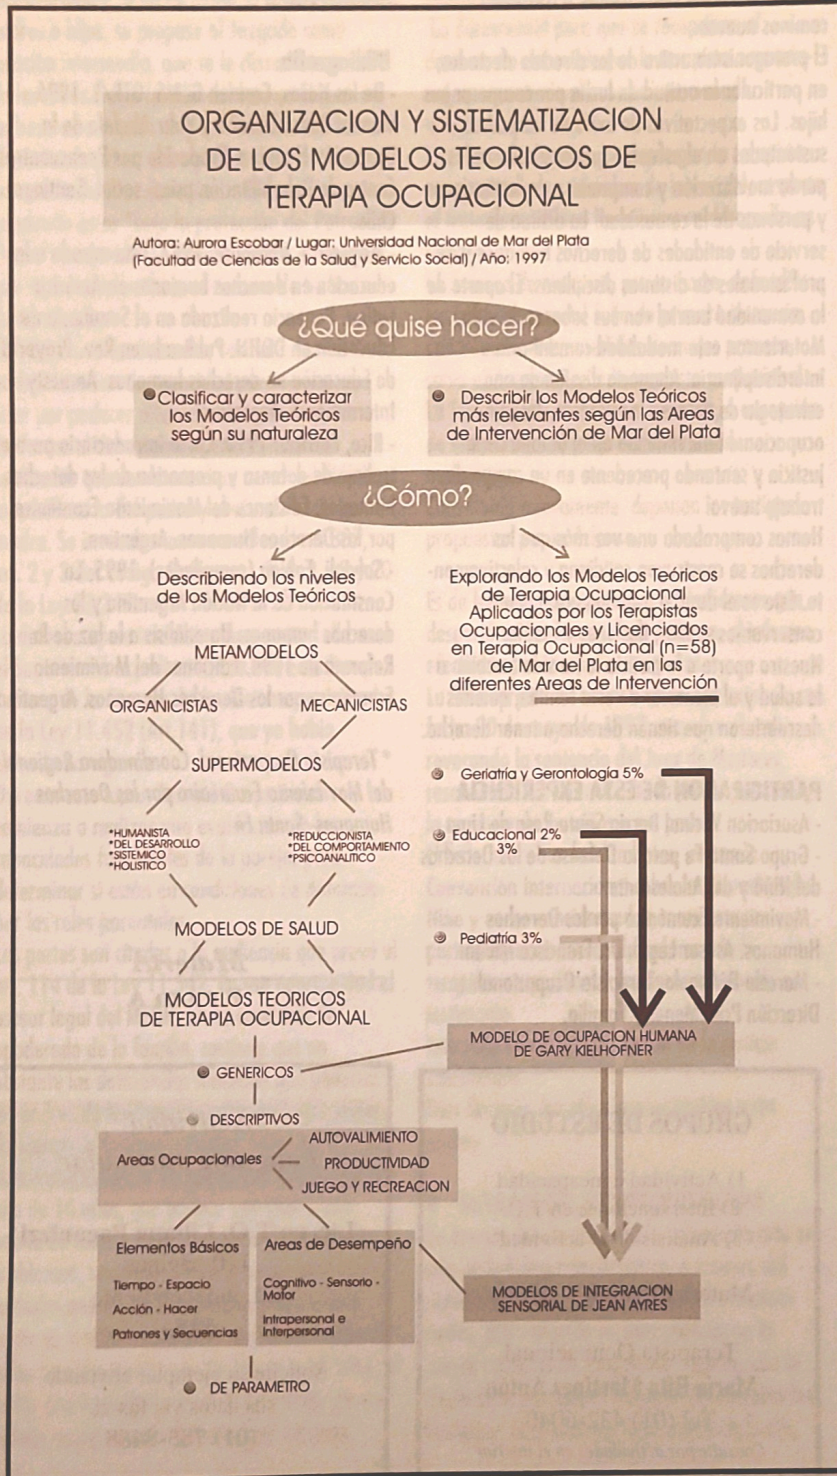 ORGANIZACION Y SISTEMATIZACION
DE LOS MODELOS TEORICOS DE
TERAPIA OCUPACIONAL
Autora: Aurora Escobar / Lugar: Universidad Nacional de Mar del Plata
(Facultad de Ciencias de la Salud y Servicio Social) / Año: 1997
¿Qué quise hacer?
Clasificar y caracterizar
los Modelos Teóricos
según su naturaleza
Describir los Modelos Teóricos
más relevantes según las Areas
de Intervención de Mar del Plata
¿Cómo?
Describiendo los niveles
de los Modelos Teóricos
METAMODELOS
ORGANICISTAS
MECANICISTAS
SUPERMODELOS
*HUMANISTA
*DEL DESARROLLO
*SISTEMICO
*HOLISTICO
*REDUCCIONISTA
*DEL COMPORTAMIENTO
*PSICOANALITICO
MODELOS DE SALUD
MODELOS TEORICOS
DE TERAPIA OCUPACIONAL
GENERICOS
DESCRIPTIVOS
Areas Ocupacionales
AUTOVALIMIENTO
PRODUCTIVIDAD
JUEGO Y RECREACION
Elementos Básicos
Tiempo - Espacio
Acción - Hacer
Patrones y Secuencias
Areas de Desempeño
Cognitivo - Sensorio -
Motor
Intrapersonal e
Interpersonal
DE PARAMETRO
Explorando los Modelos Teóricos
de Terapia Ocupacional
Aplicados por los Terapistas
Ocupacionales y Licenciados
en Terapia Ocupacional (n=58)
de Mar del Plata en las
diferentes Areas de Intervención
Geriatría y Gerontología 5%
Educacional 2%
3%
Pediatría 3%
MODELO DE OCUPACION HUMANA
DE GARY KIELHOFNER
MODELOS DE INTEGRACION
SENSORIAL DE JEAN AYRES